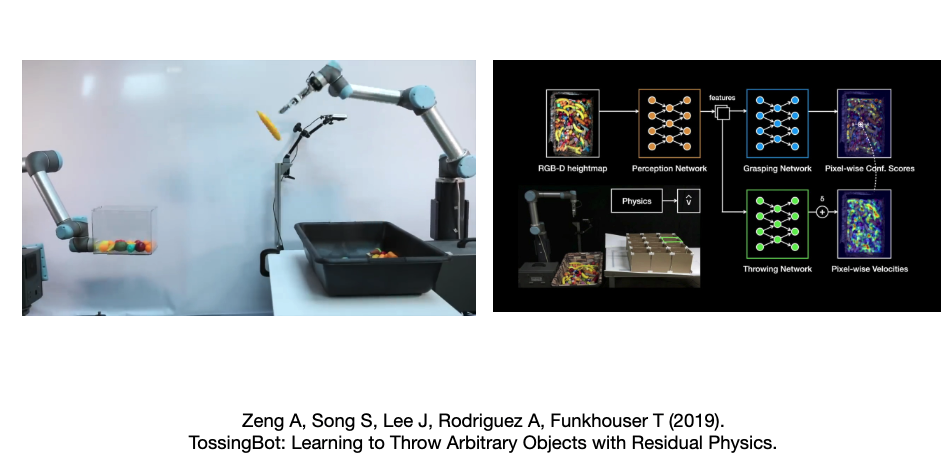 features
RGB-D heightmap
Perception Network
Grasping Network
Pixel-wise Conf. Scores
Physics
v̂
δ
+
Throwing Network
Pixel-wise Velocities
Zeng A, Song S, Lee J, Rodriguez A, Funkhouser T (2019).
TossingBot: Learning to Throw Arbitrary Objects with Residual Physics.